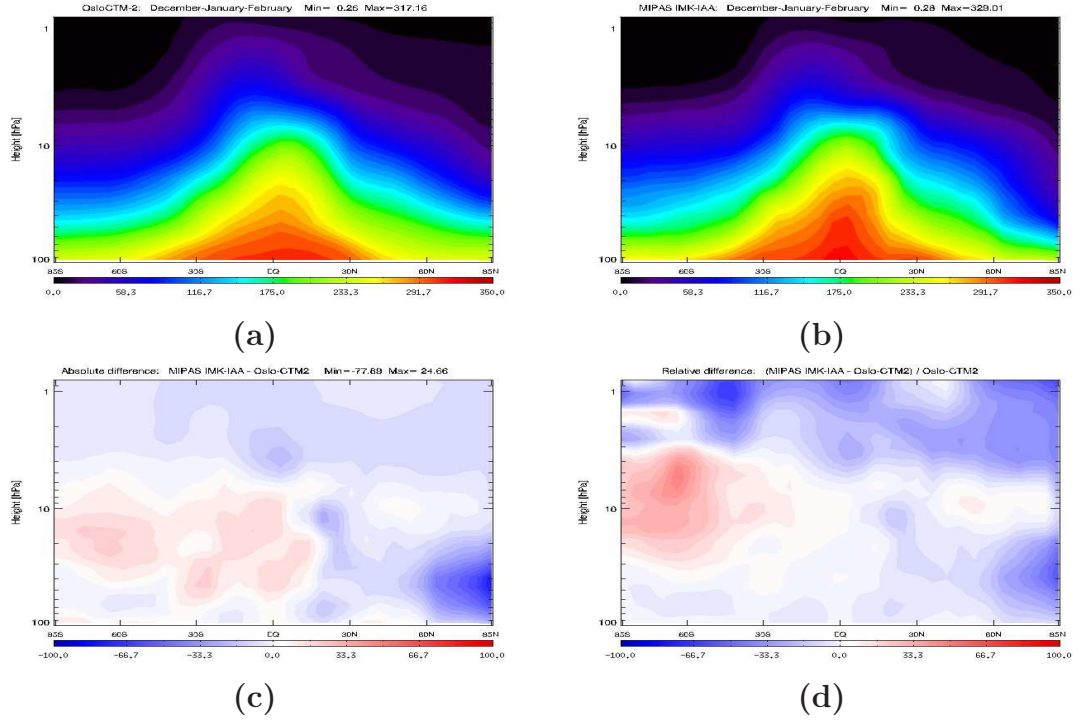 OsloCTM-2: December-January-February Min= 0.26 Max=317.16
Height [hPa]
1
10
100
85S 60S 30S EQ 30N 60N 85N
0.0 58.3 116.7 175.0 233.3 291.7 350.0
(a)
MIPAS IMK-IAA: December-January-February Min= 0.28 Max=328.01
Height [hPa]
1
10
100
85S 60S 30S EQ 30N 60N 85N
0.0 58.3 116.7 175.0 233.3 291.7 350.0
(b)
Absolute difference: MIPAS IMK-IAA - Oslo-CTM2 Min=-77.88 Max= 24.66
Height [hPa]
1
10
100
85S 60S 30S EQ 30N 60N 85N
-100.0 -66.7 -33.3 0.0 33.3 66.7 100.0
(c)
Relative difference: (MIPAS IMK-IAA - Oslo-CTM2) / Oslo-CTM2
Height [hPa]
1
10
100
85S 60S 30S EQ 30N 60N 85N
-100.0 -66.7 -33.3 0.0 33.3 66.7 100.0
(d)